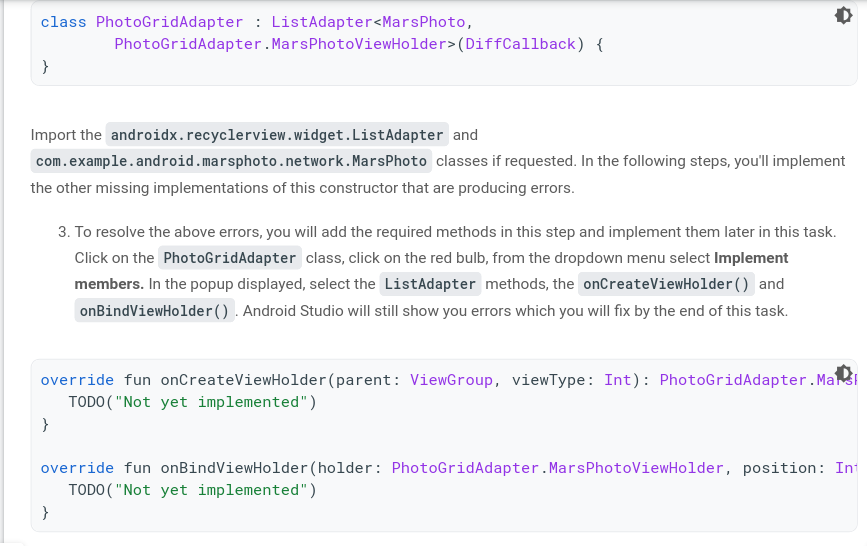 class PhotoGridAdapter : ListAdapter<MarsPhoto,
        PhotoGridAdapter.MarsPhotoViewHolder>(DiffCallback) {
}
Import the androidx.recyclerview.widget.ListAdapter and
com.example.android.marsphoto.network.MarsPhoto classes if requested. In the following steps, you'll implement
the other missing implementations of this constructor that are producing errors.
3. To resolve the above errors, you will add the required methods in this step and implement them later in this task.
Click on the PhotoGridAdapter class, click on the red bulb, from the dropdown menu select Implement
members. In the popup displayed, select the ListAdapter methods, the onCreateViewHolder() and
onBindViewHolder(). Android Studio will still show you errors which you will fix by the end of this task.
override fun onCreateViewHolder(parent: ViewGroup, viewType: Int): PhotoGridAdapter.
   TODO("Not yet implemented")
}
override fun onBindViewHolder(holder: PhotoGridAdapter.MarsPhotoViewHolder, position: Int
   TODO("Not yet implemented")
}